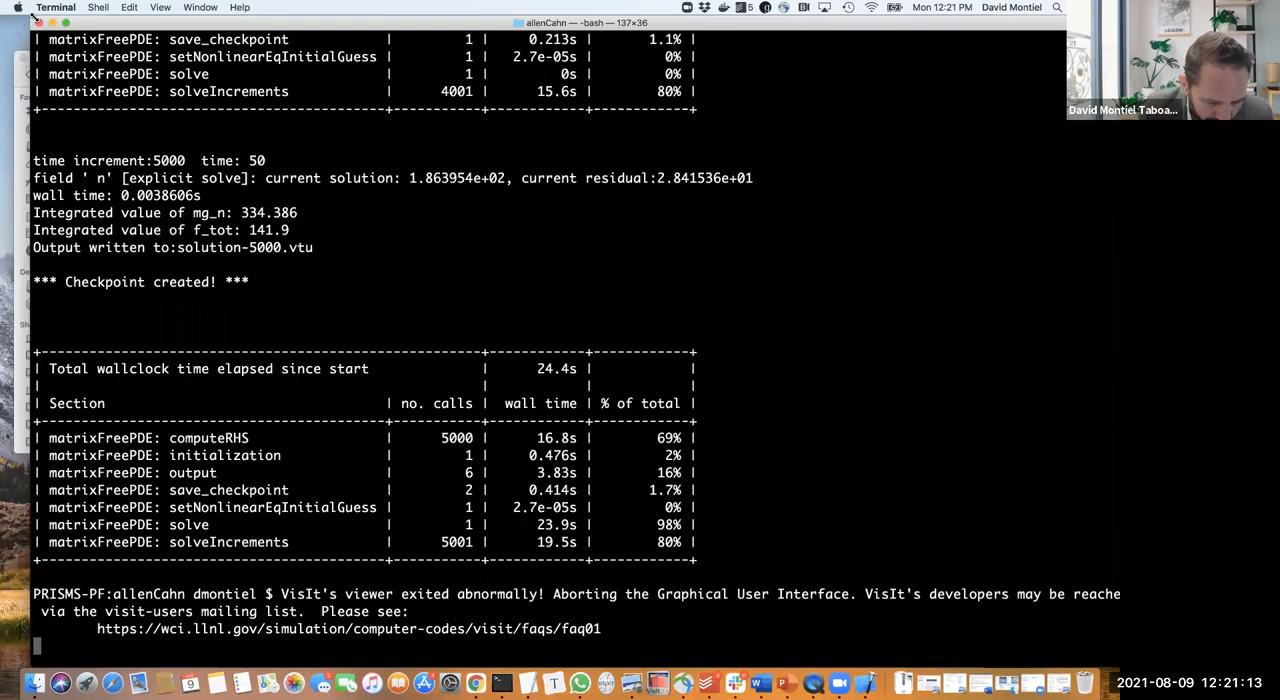 Terminal Shell Edit View Window Help
5 Mon 12:21 PM David Montiel
allenCahn — -bash — 137×36
| matrixFreePDE: save_checkpoint | 1 | 0.213s | 1.1% |
| matrixFreePDE: setNonlinearEqInitialGuess | 1 | 2.7e-05s | 0% |
| matrixFreePDE: solve | 1 | 0s | 0% |
| matrixFreePDE: solveIncrements | 4001 | 15.6s | 80% |
+---------------------------------------------+------------+------------+
David Montiel Taboa...
time increment:5000 time: 50
field ' n' [explicit solve]: current solution: 1.863954e+02, current residual:2.841536e+01
wall time: 0.0038606s
Integrated value of mg_n: 334.386
Integrated value of f_tot: 141.9
Output written to:solution-5000.vtu
*** Checkpoint created! ***
+---------------------------------------------+------------+------------+
| Total wallclock time elapsed since start | 24.4s | |
| | | |
| Section | no. calls | wall time | % of total |
+---------------------------------+-----------+------------+------------+
| matrixFreePDE: computeRHS | 5000 | 16.8s | 69% |
| matrixFreePDE: initialization | 1 | 0.476s | 2% |
| matrixFreePDE: output | 6 | 3.83s | 16% |
| matrixFreePDE: save_checkpoint | 2 | 0.414s | 1.7% |
| matrixFreePDE: setNonlinearEqInitialGuess | 1 | 2.7e-05s | 0% |
| matrixFreePDE: solve | 1 | 23.9s | 98% |
| matrixFreePDE: solveIncrements | 5001 | 19.5s | 80% |
+---------------------------------+-----------+------------+------------+
PRISMS-PF:allenCahn dmontiel $ VisIt's viewer exited abnormally! Aborting the Graphical User Interface. VisIt's developers may be reache
via the visit-users mailing list. Please see:
https://wci.llnl.gov/simulation/computer-codes/visit/faqs/faq01
2021-08-09 12:21:13